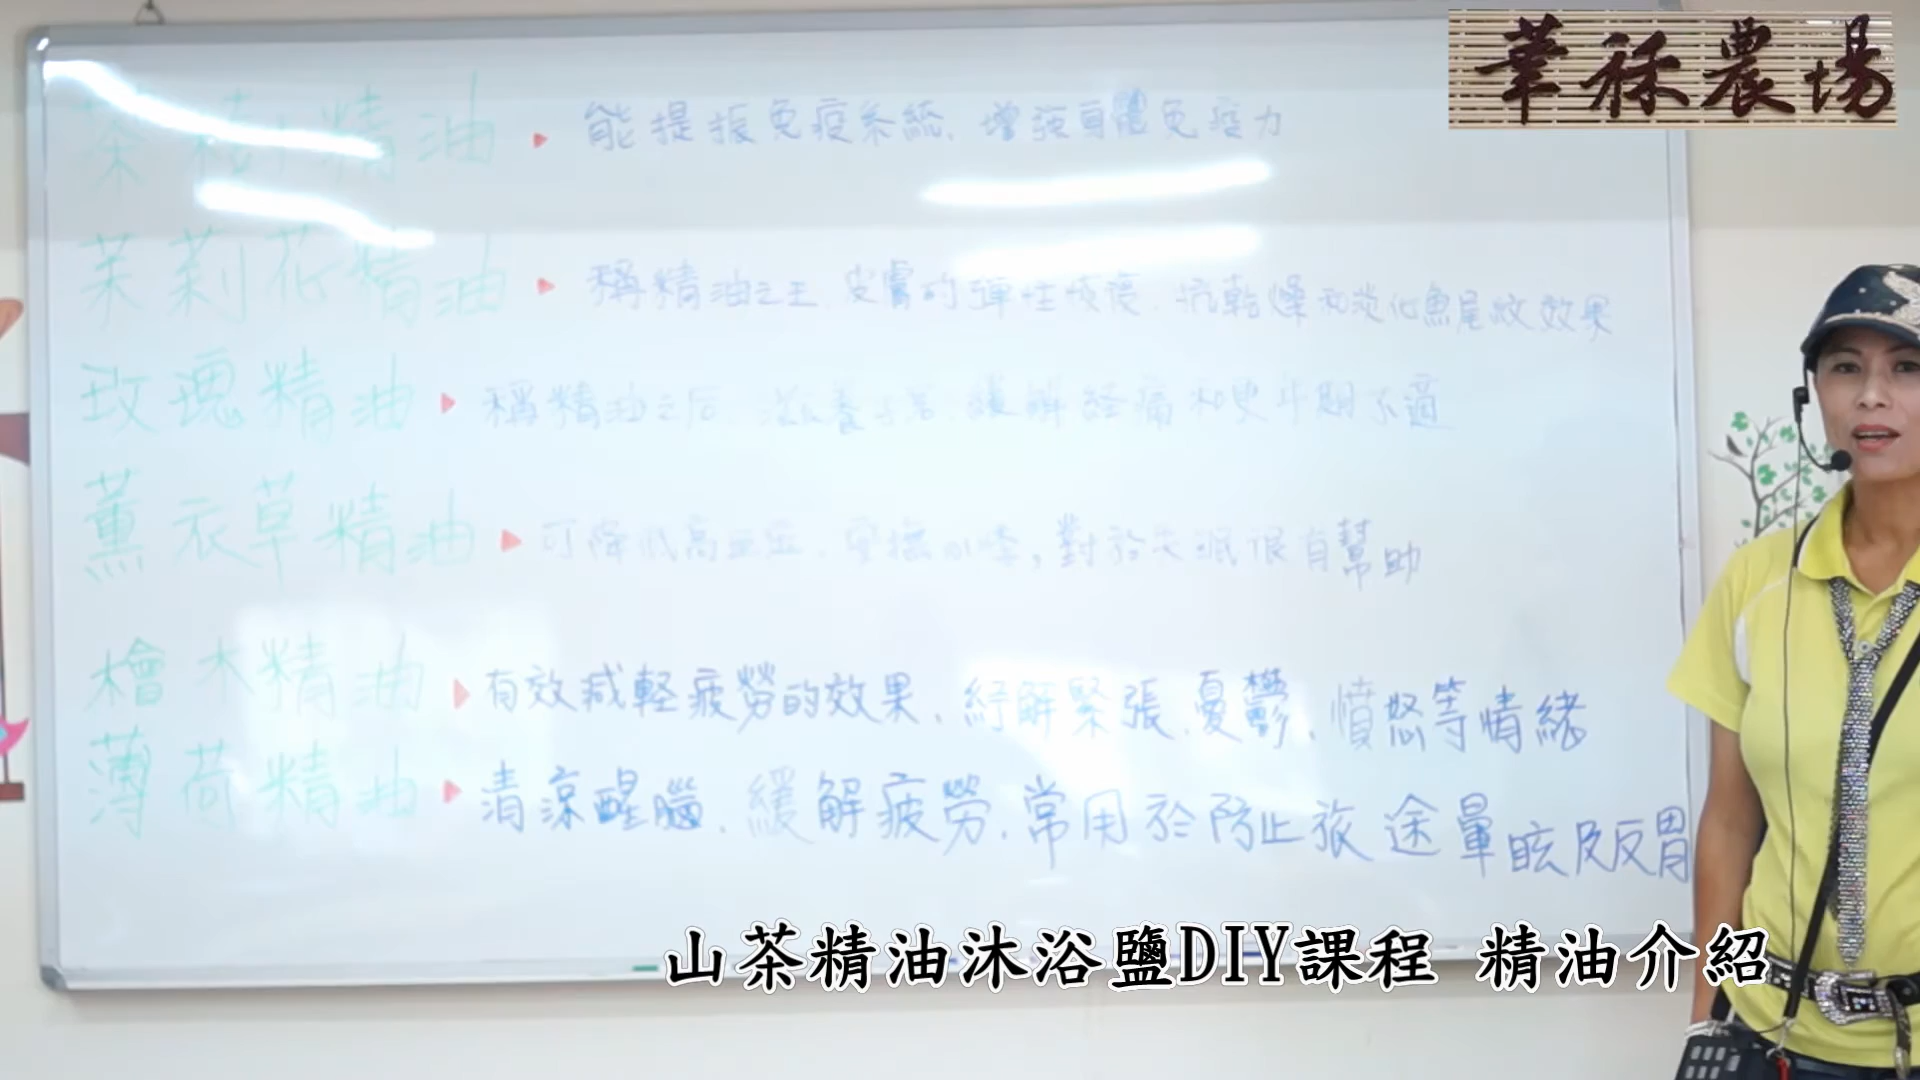 華秝農場
茶樹精油 ▸ 能提振免疫系統、增強身體免疫力
茉莉花精油 ▸ 稱精油之王、皮膚的彈性恢復、抗乾燥和淡化魚尾紋效果
玫瑰精油 ▸ 稱精油之后、滋養子宮、緩解經痛和更年期不適
薰衣草精油 ▸ 可降低高血壓、安撫心悸，對於失眠很有幫助
檜木精油 ▸ 有效減輕疲勞的效果、紓解緊張、憂鬱、憤怒等情緒
薄荷精油 ▸ 清涼醒腦、緩解疲勞、常用於防止旅途暈眩及反胃
山茶精油沐浴鹽DIY課程 精油介紹